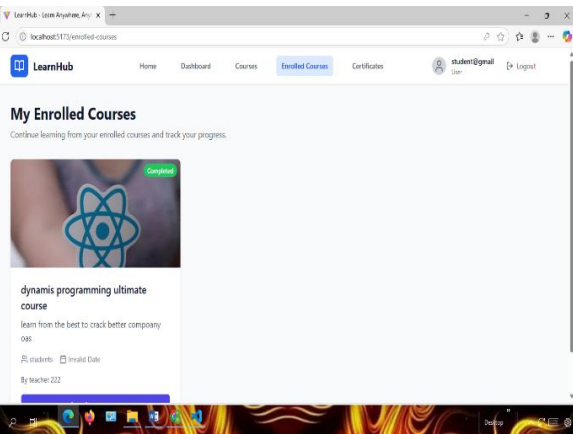 LearnHub - Learn Anywhere, Any
localhost:5173/enrolled-courses
LearnHub
Home
Dashboard
Courses
Enrolled Courses
Certificates
student@gmail
User
Logout
My Enrolled Courses
Continue learning from your enrolled courses and track your progress.
Completed
dynamis programming ultimate
course
learn from the best to crack better compoany
oas
students
Invalid Date
By teacher 222
Desktop